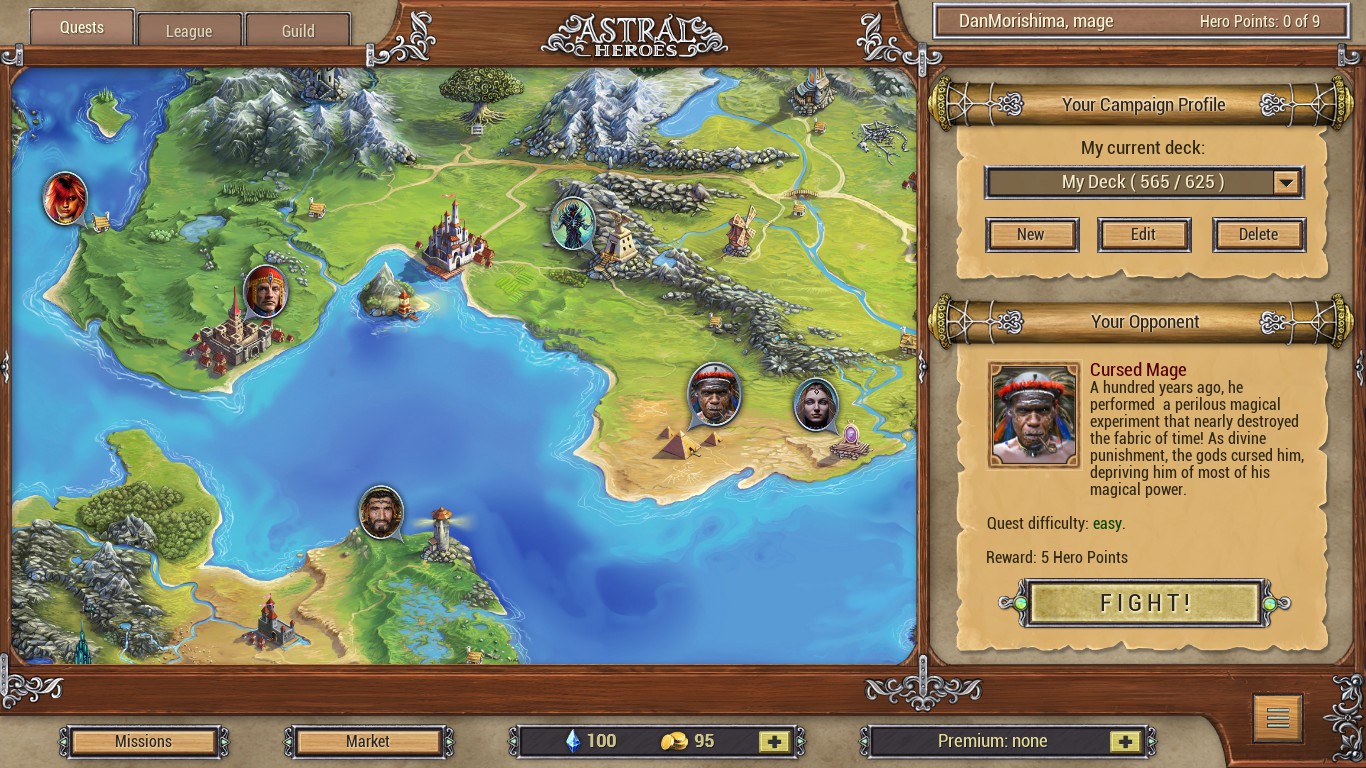 Quests
League
Guild
ASTRAL
HEROES
DanMorishima, mage
Hero Points: 0 of 9
Your Campaign Profile
My current deck:
My Deck ( 565 / 625 )
New
Edit
Delete
Your Opponent
Cursed Mage
A hundred years ago, he
performed a perilous magical
experiment that nearly destroyed
the fabric of time! As divine
punishment, the gods cursed him,
depriving him of most of his
magical power.
Quest difficulty: easy.
Reward: 5 Hero Points
FIGHT!
Missions
Market
100
95
Premium: none